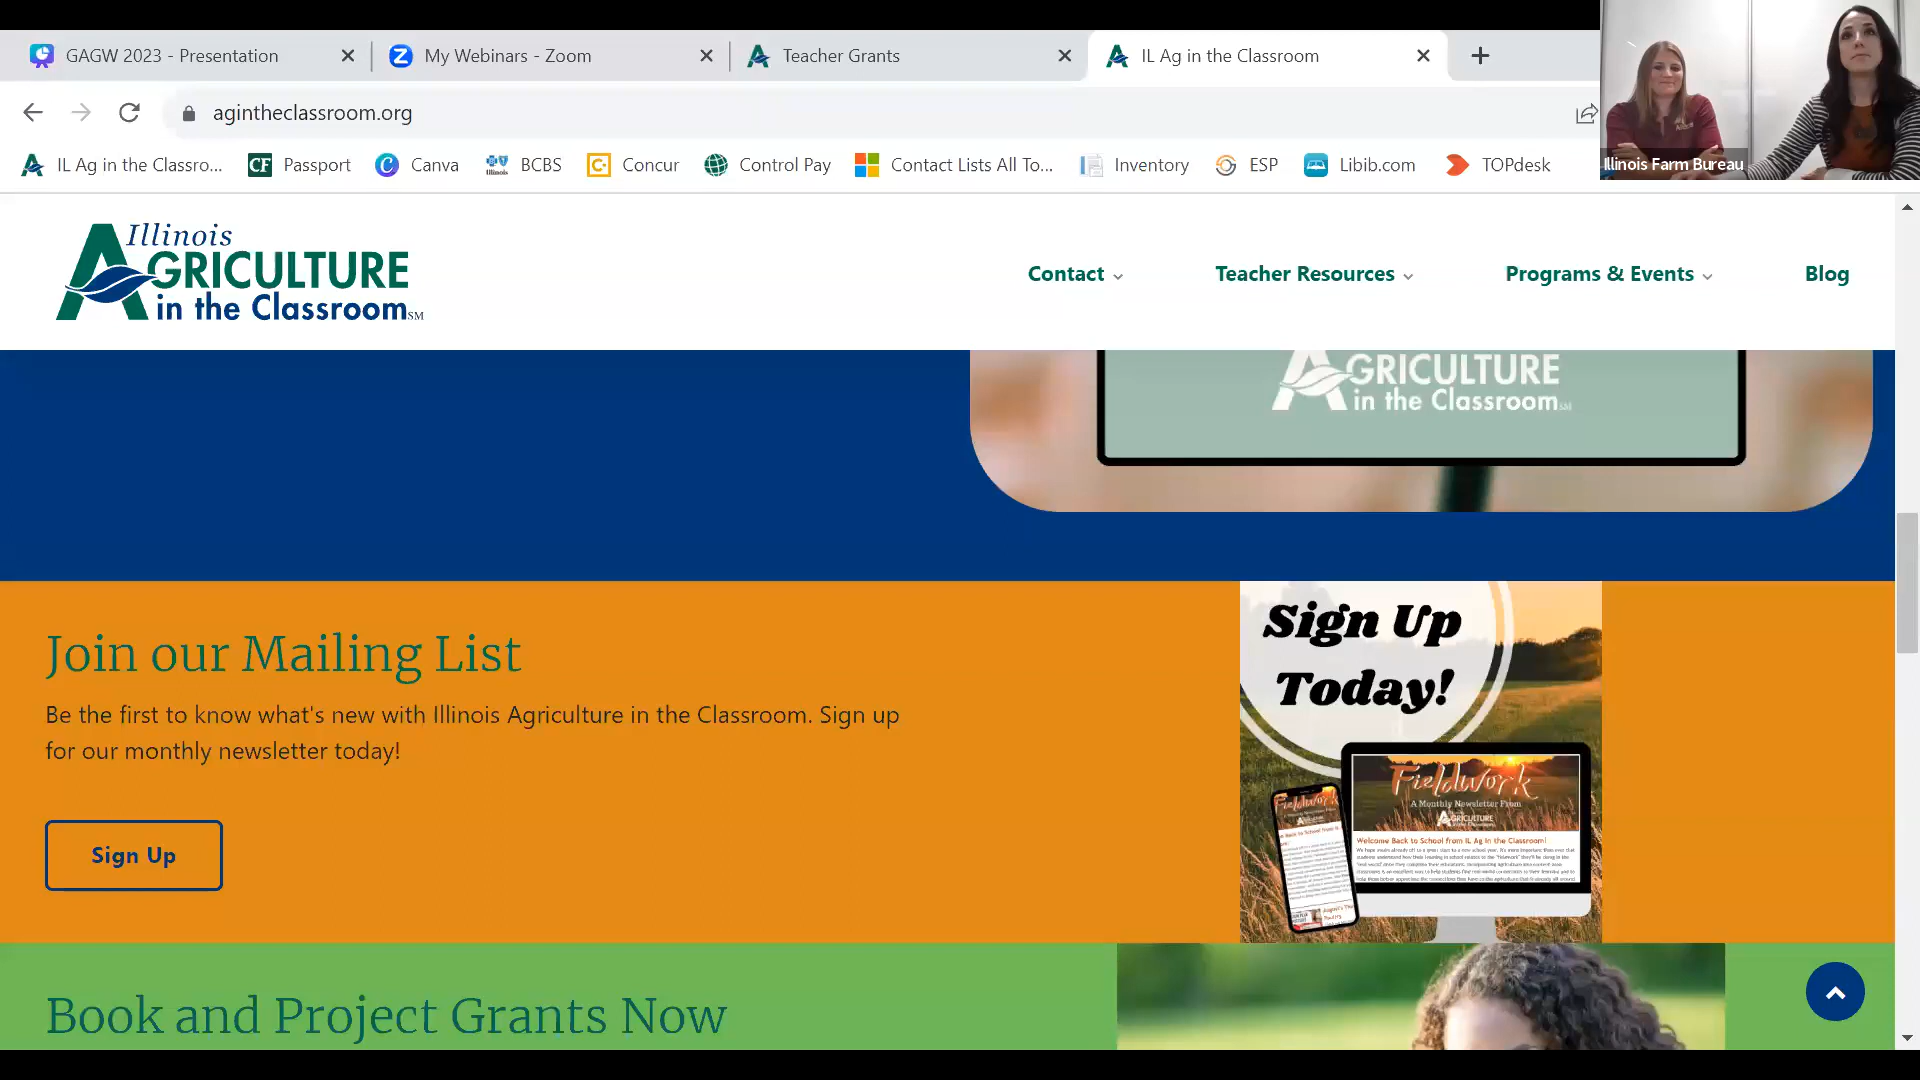 GAGW 2023 - Presentation
My Webinars - Zoom
Teacher Grants
IL Ag in the Classroom
agintheclassroom.org
IL Ag in the Classro...
CF Passport
Canva
BCBS
Concur
Control Pay
Contact Lists All To...
Inventory
ESP
Libib.com
TOPdesk
Illinois Farm Bureau
Illinois
AGRICULTURE
in the Classroom SM
Contact
Teacher Resources
Programs & Events
Blog
AGRICULTURE
in the Classroom
Join our Mailing List
Be the first to know what's new with Illinois Agriculture in the Classroom. Sign up
for our monthly newsletter today!
Sign Up
Sign Up
Today!
Fieldwork
A Monthly Newsletter From
AGRICULTURE
Welcome Back to School from IL Ag in the Classroom!
Fieldwork
Book and Project Grants Now